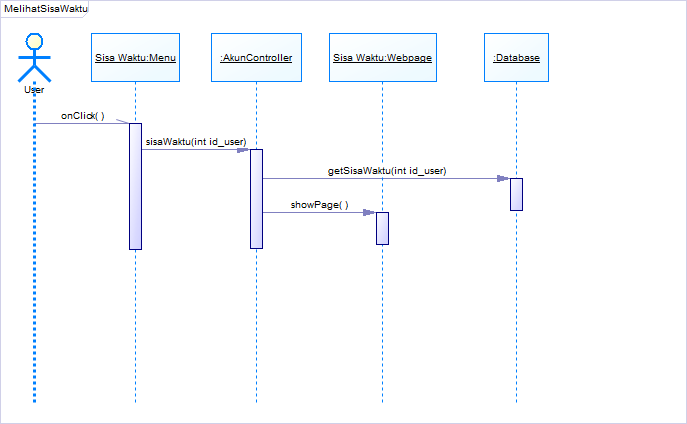 MelihatSisaWaktu
Sisa Waktu:Menu
:AkunController
Sisa Waktu:Webpage
:Database
User
onClick( )
sisaWaktu(int id_user)
getSisaWaktu(int id_user)
showPage( )